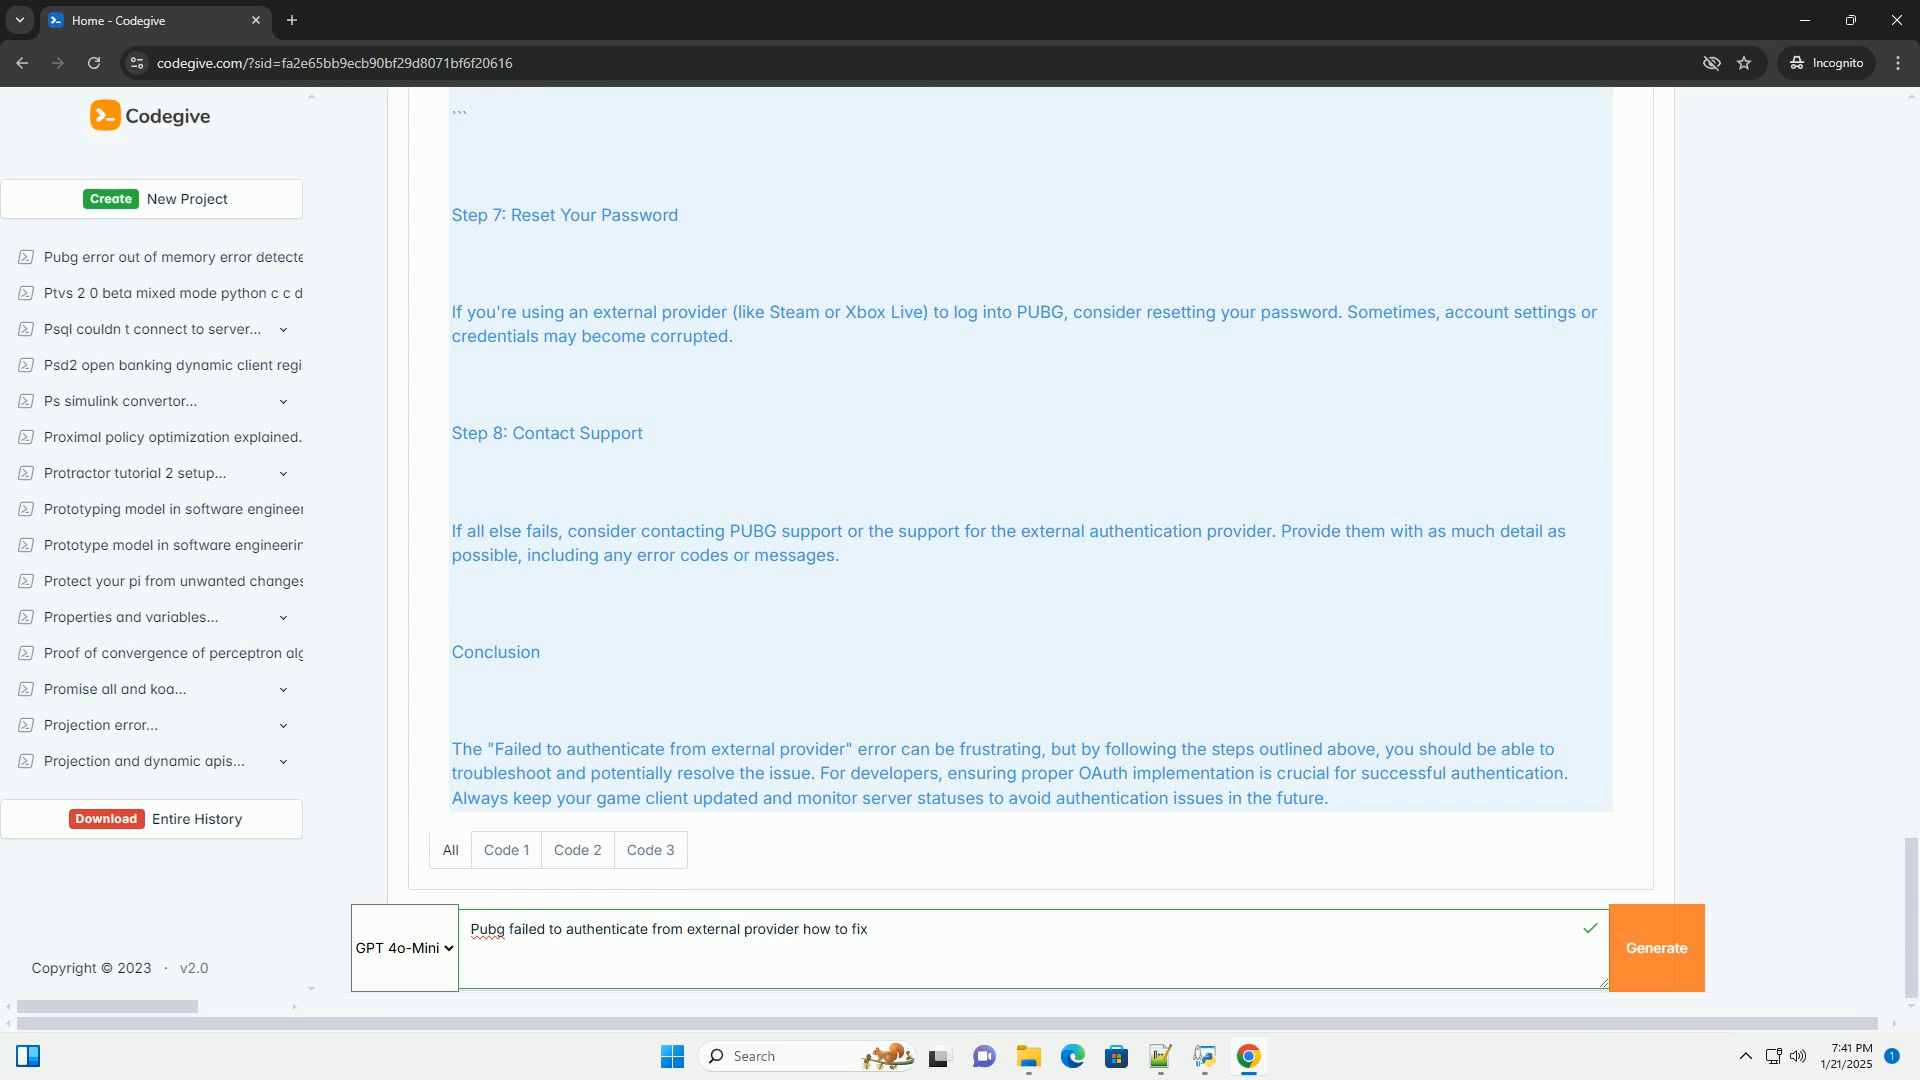 Home - Codegive
codegive.com/?sid=fa2e65bb9ecb90bf29d8071bf6f20616
Incognito
Codegive
Create New Project
Pubg error out of memory error detecte
Ptvs 2 0 beta mixed mode python c c d
Psql couldn t connect to server...
Psd2 open banking dynamic client regi
Ps simulink convertor...
Proximal policy optimization explained.
Protractor tutorial 2 setup...
Prototyping model in software engineer
Prototype model in software engineerin
Protect your pi from unwanted changes
Properties and variables...
Proof of convergence of perceptron alg
Promise all and koa...
Projection error...
Projection and dynamic apis...
Download Entire History
Copyright © 2023 · v2.0
```
Step 7: Reset Your Password
If you're using an external provider (like Steam or Xbox Live) to log into PUBG, consider resetting your password. Sometimes, account settings or
credentials may become corrupted.
Step 8: Contact Support
If all else fails, consider contacting PUBG support or the support for the external authentication provider. Provide them with as much detail as
possible, including any error codes or messages.
Conclusion
The "Failed to authenticate from external provider" error can be frustrating, but by following the steps outlined above, you should be able to
troubleshoot and potentially resolve the issue. For developers, ensuring proper OAuth implementation is crucial for successful authentication.
Always keep your game client updated and monitor server statuses to avoid authentication issues in the future.
All Code 1 Code 2 Code 3
GPT 4o-Mini
Pubg failed to authenticate from external provider how to fix
Generate
Search
7:41 PM
1/21/2025
1